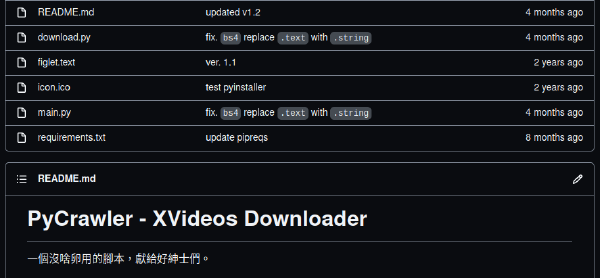 README.md updated v1.2 4 months ago
download.py fix. bs4 replace .text with .string 4 months ago
figlet.text ver. 1.1 2 years ago
icon.ico test pyinstaller 2 years ago
main.py fix. bs4 replace .text with .string 4 months ago
requirements.txt update pipreqs 8 months ago
README.md
PyCrawler - XVideos Downloader
一個沒啥卵用的腳本，獻給好紳士們。